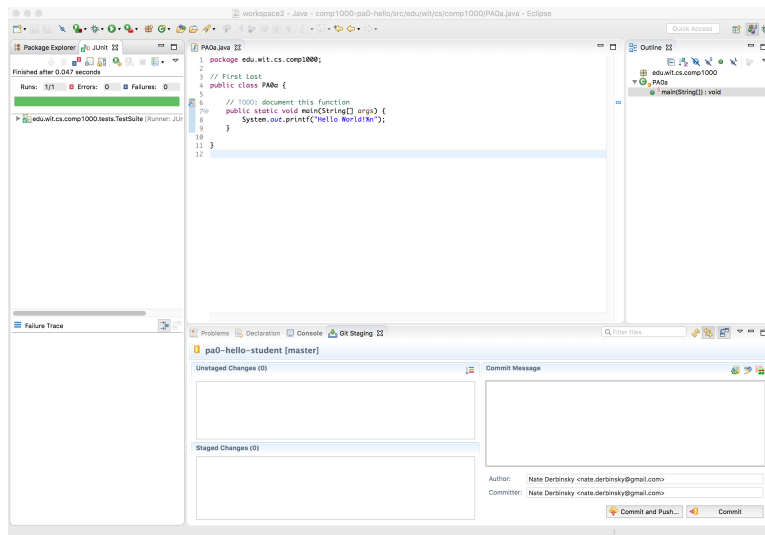 workspace2 - Java - comp1000-pa0-hello/src/edu/wit/cs/comp1000/PA0a.java - Eclipse
Quick Access
Package Explorer
JUnit
Finished after 0.047 seconds
Runs: 1/1
Errors: 0
Failures: 0
edu.wit.cs.comp1000.tests.TestSuite [Runner: JUr
Failure Trace
PA0a.java
1 package edu.wit.cs.comp1000;
2
3 // First Last
4 public class PA0a {
5
6 // TODO: document this function
7 public static void main(String[] args) {
8 System.out.printf("Hello World!%n");
9 }
10
11 }
12
Outline
edu.wit.cs.comp1000
PA0a
main(String[]) : void
Problems
Declaration
Console
Git Staging
Filter files
pa0-hello-student [master]
Unstaged Changes (0)
Staged Changes (0)
Commit Message
Author: Nate Derbinsky <nate.derbinsky@gmail.com>
Committer: Nate Derbinsky <nate.derbinsky@gmail.com>
Commit and Push...
Commit